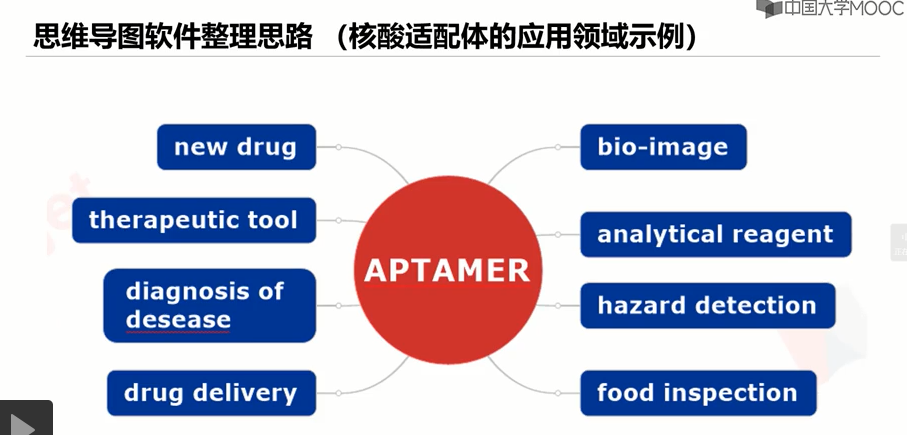 中国大学MOOC
思维导图软件整理思路 （核酸适配体的应用领域示例）
new drug
therapeutic tool
diagnosis of
desease
drug delivery
APTAMER
bio-image
analytical reagent
hazard detection
food inspection